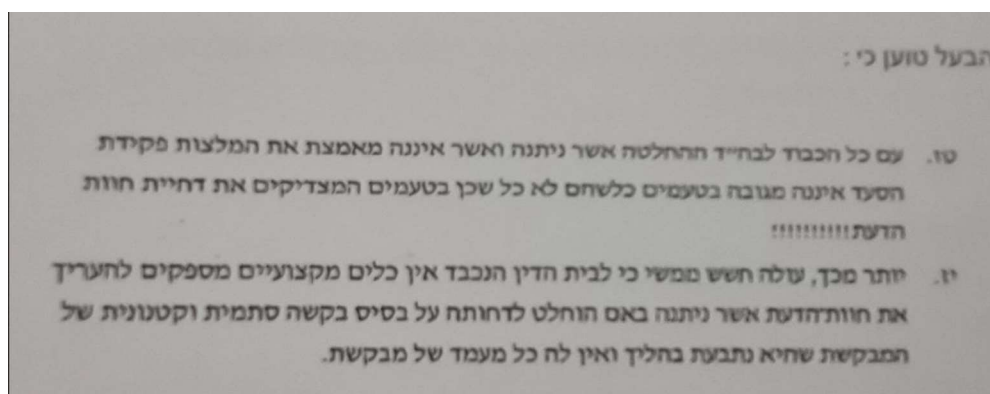 הבעל טוען כי :
טז. עם כל הכבוד לבח״ד ההחלטה אשר ניתנה ואשר איננה מאמצת את המלצות פקידת
הסעד איננה מגובה בטעמים כלשהם לא כל שכן בטעמים המצדיקים את דחיית חוות
הדעת!!!!!!!!!!
יז. יותר מכך, עולה חשש ממשי כי לבית הדין הנכבד אין כלים מקצועיים מספקים להעריך
את חוות־הדעת אשר ניתנה באם הוחלט לדחותה על בסיס בקשה סתמית וקטנונית של
המבקשת שהיא נתבעת בהליך ואין לה כל מעמד של מבקשת.